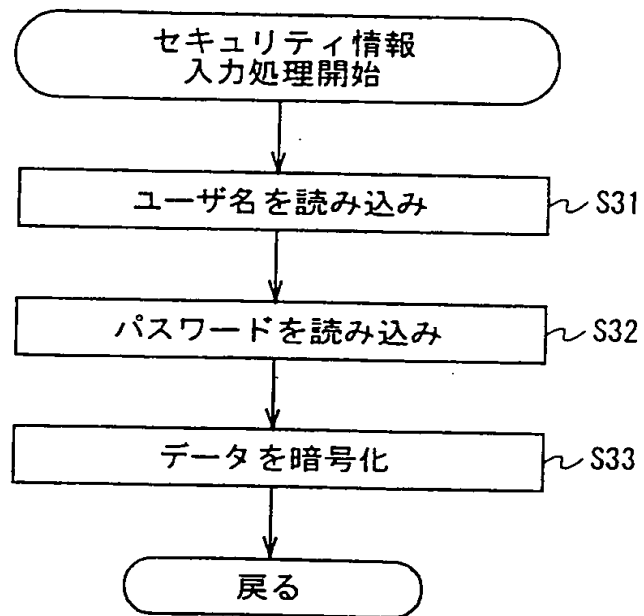 セキュリティ情報
入力処理開始
ユーザ名を読み込み
S31
パスワードを読み込み
S32
データを暗号化
S33
戻る